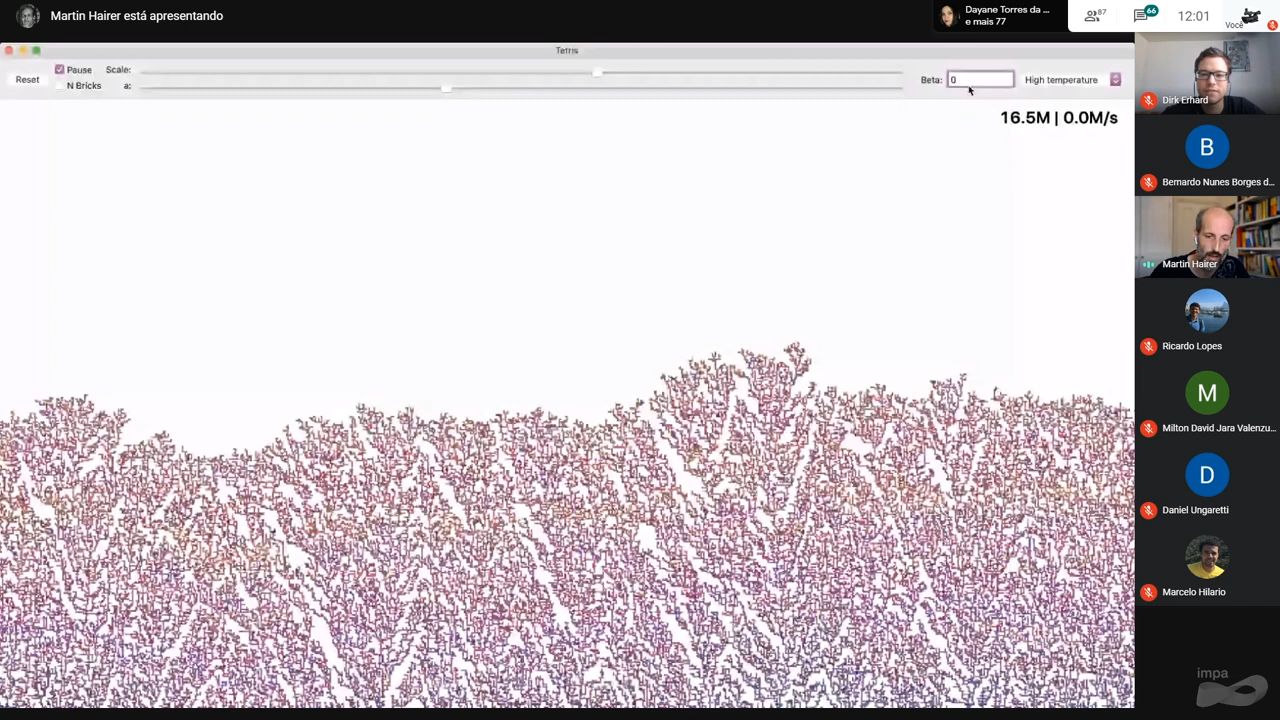 Martin Hairer está apresentando
Dayane Torres da ...
e mais 77
87
66
12:01
Você
Tetris
Reset
Pause
Scale:
N Bricks
a:
Beta:
0
High temperature
16.5M | 0.0M/s
Dirk Erhard
B
Bernardo Nunes Borges d...
Martin Hairer
Ricardo Lopes
M
Milton David Jara Valenzu...
D
Daniel Ungaretti
Marcelo Hilario
impa